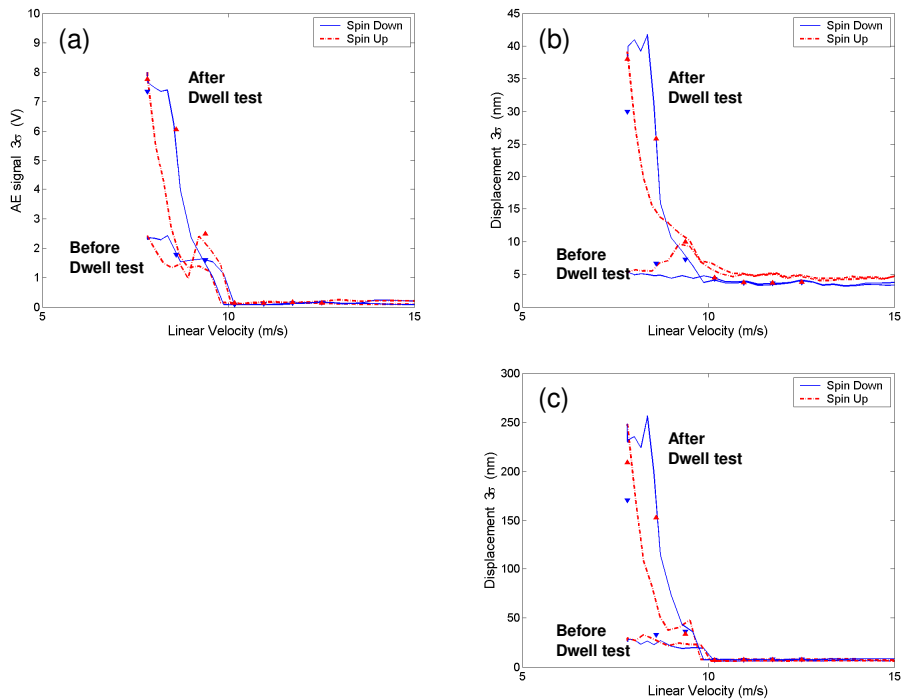 (a)
10
9
8
7
6
5
4
3
2
1
0
AE signal 3σ (V)
Spin Down
Spin Up
After
Dwell test
Before
Dwell test
5
10
15
Linear Velocity (m/s)
(b)
45
40
35
30
25
20
15
10
5
0
Displacement 3σ (nm)
Spin Down
Spin Up
After
Dwell test
Before
Dwell test
5
10
15
Linear Velocity (m/s)
(c)
300
250
200
150
100
50
0
Displacement 3σ (nm)
Spin Down
Spin Up
After
Dwell test
Before
Dwell test
5
10
15
Linear Velocity (m/s)